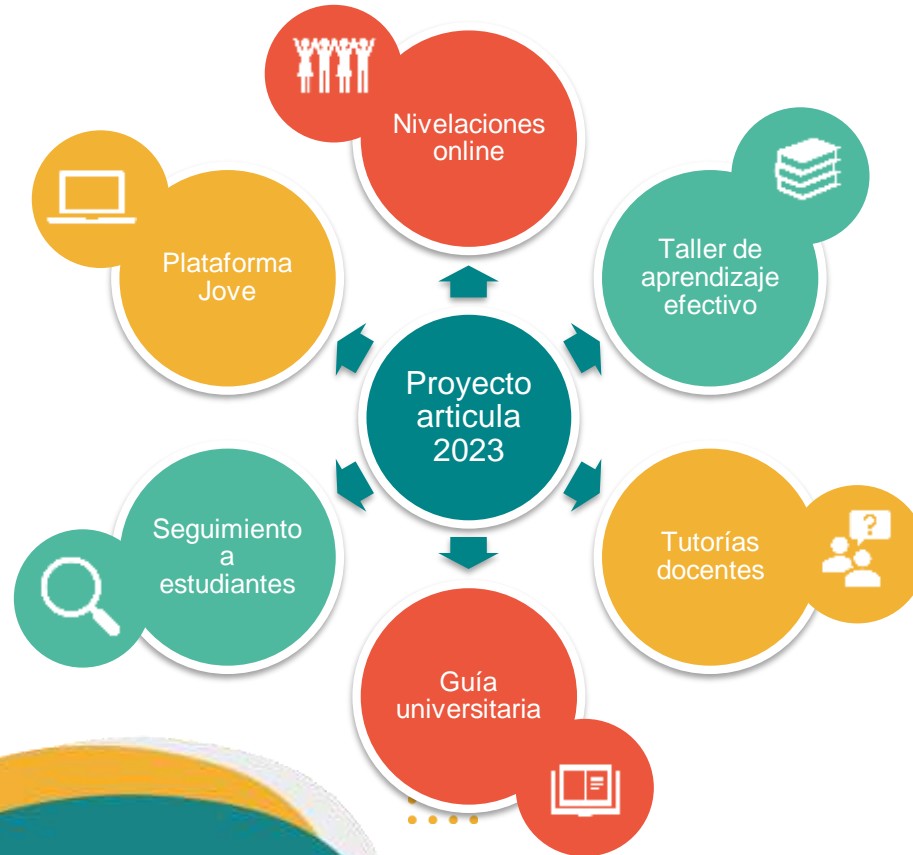 Nivelaciones
online
Taller de
aprendizaje
efectivo
Tutorías
docentes
Guía
universitaria
Seguimiento
a
estudiantes
Plataforma
Jove
Proyecto
articula
2023
?